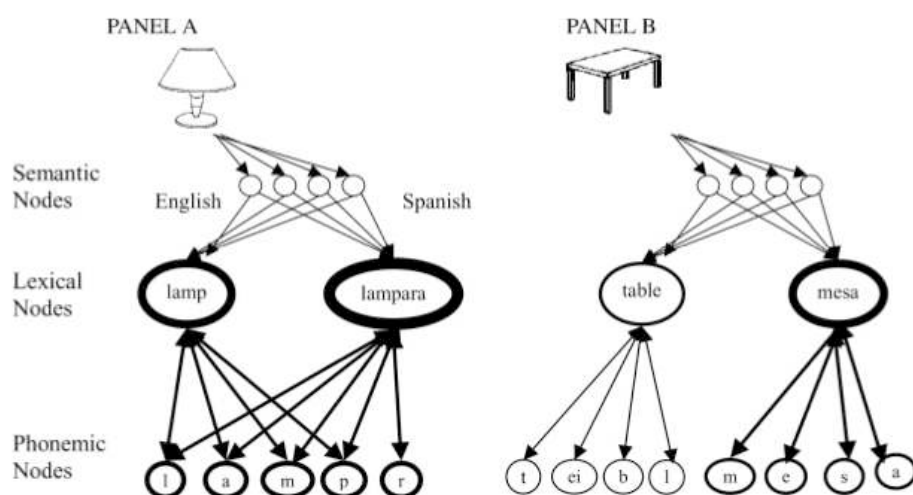 PANEL A PANEL B
Semantic
Nodes
English Spanish
Lexical
Nodes
lamp lampara table mesa
Phonemic
Nodes
l a m p r t ei b l m e s a